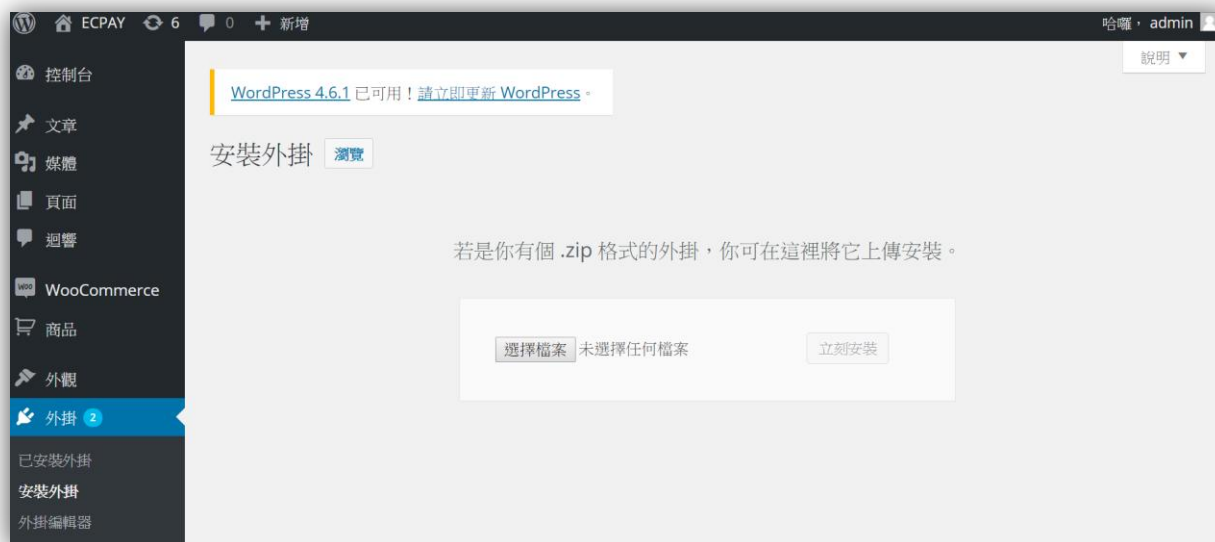 ECPAY 6 0 新增 哈囉，admin
說明
控制台
WordPress 4.6.1 已可用！請立即更新 WordPress。
文章
安裝外掛 瀏覽
媒體
頁面
迴響
若是你有個 .zip 格式的外掛，你可在這裡將它上傳安裝。
WooCommerce
商品
選擇檔案 未選擇任何檔案 立刻安裝
外觀
外掛 2
已安裝外掛
安裝外掛
外掛編輯器